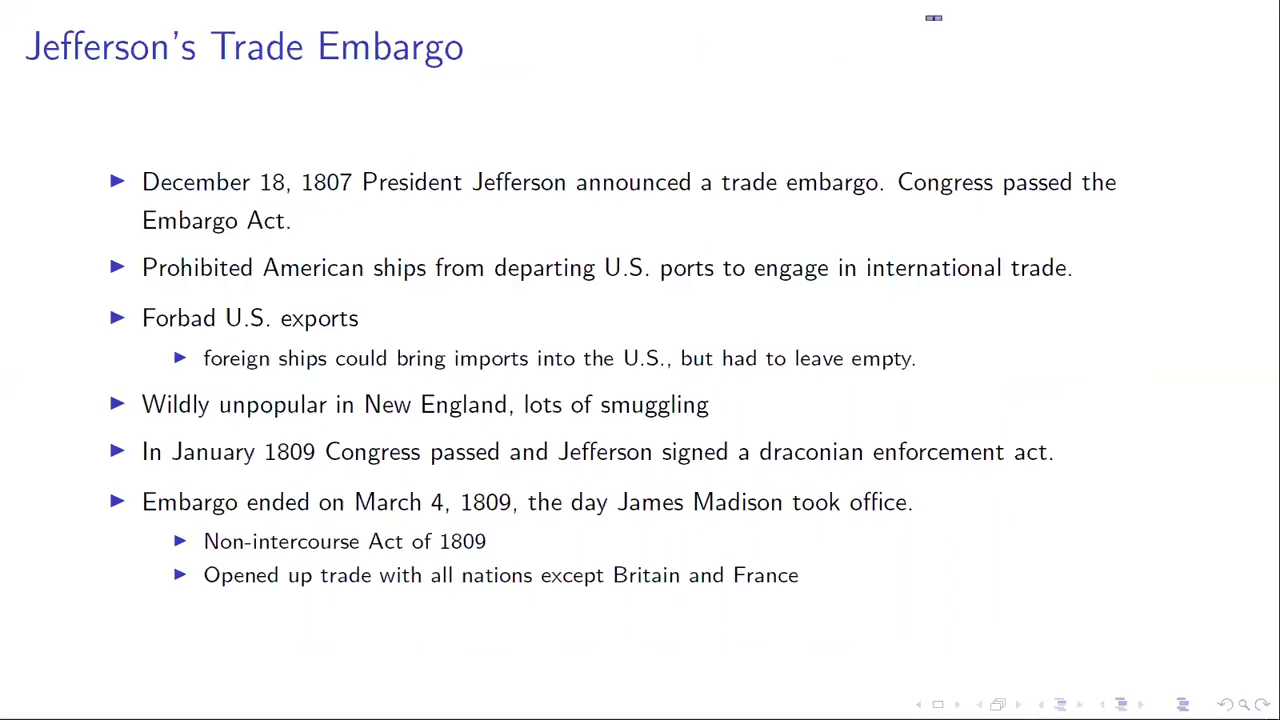 Jefferson's Trade Embargo
December 18, 1807 President Jefferson announced a trade embargo. Congress passed the
Embargo Act.
Prohibited American ships from departing U.S. ports to engage in international trade.
Forbad U.S. exports
foreign ships could bring imports into the U.S., but had to leave empty.
Wildly unpopular in New England, lots of smuggling
In January 1809 Congress passed and Jefferson signed a draconian enforcement act.
Embargo ended on March 4, 1809, the day James Madison took office.
Non-intercourse Act of 1809
Opened up trade with all nations except Britain and France